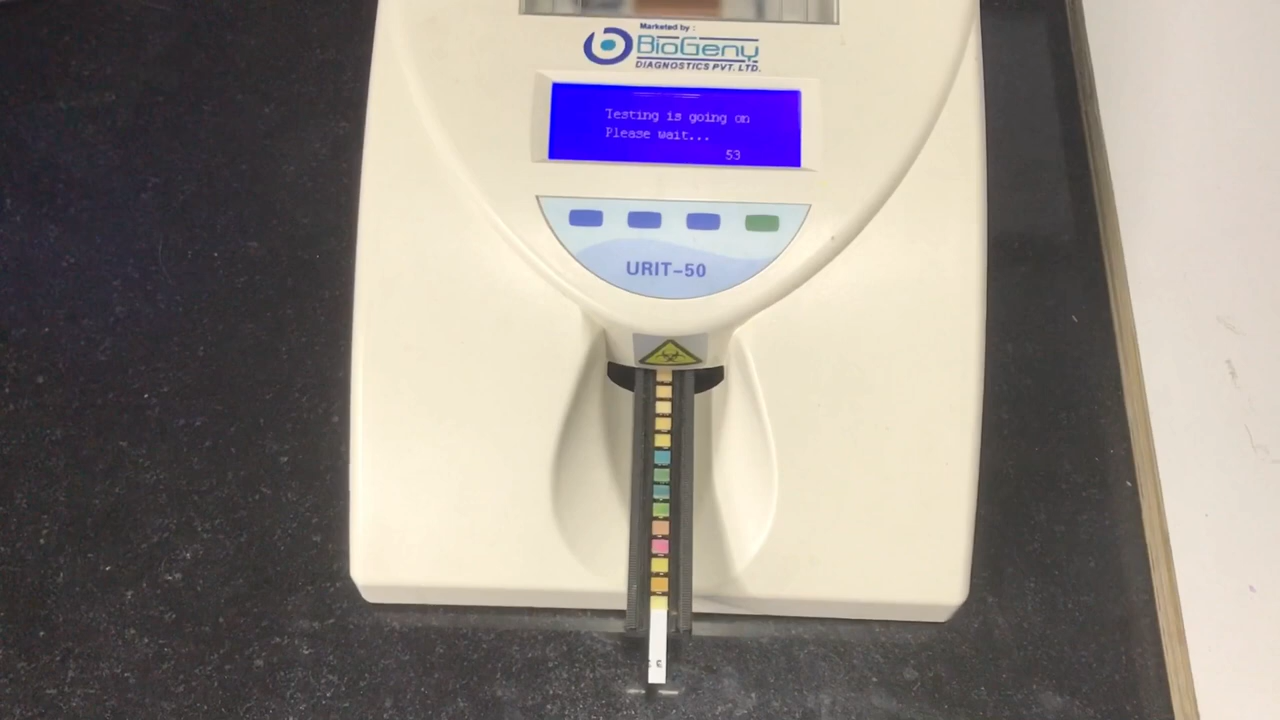 Marketed by :
BioGeny
DIAGNOSTICS PVT. LTD.
Testing is going on
Please wait...
53
URIT-50